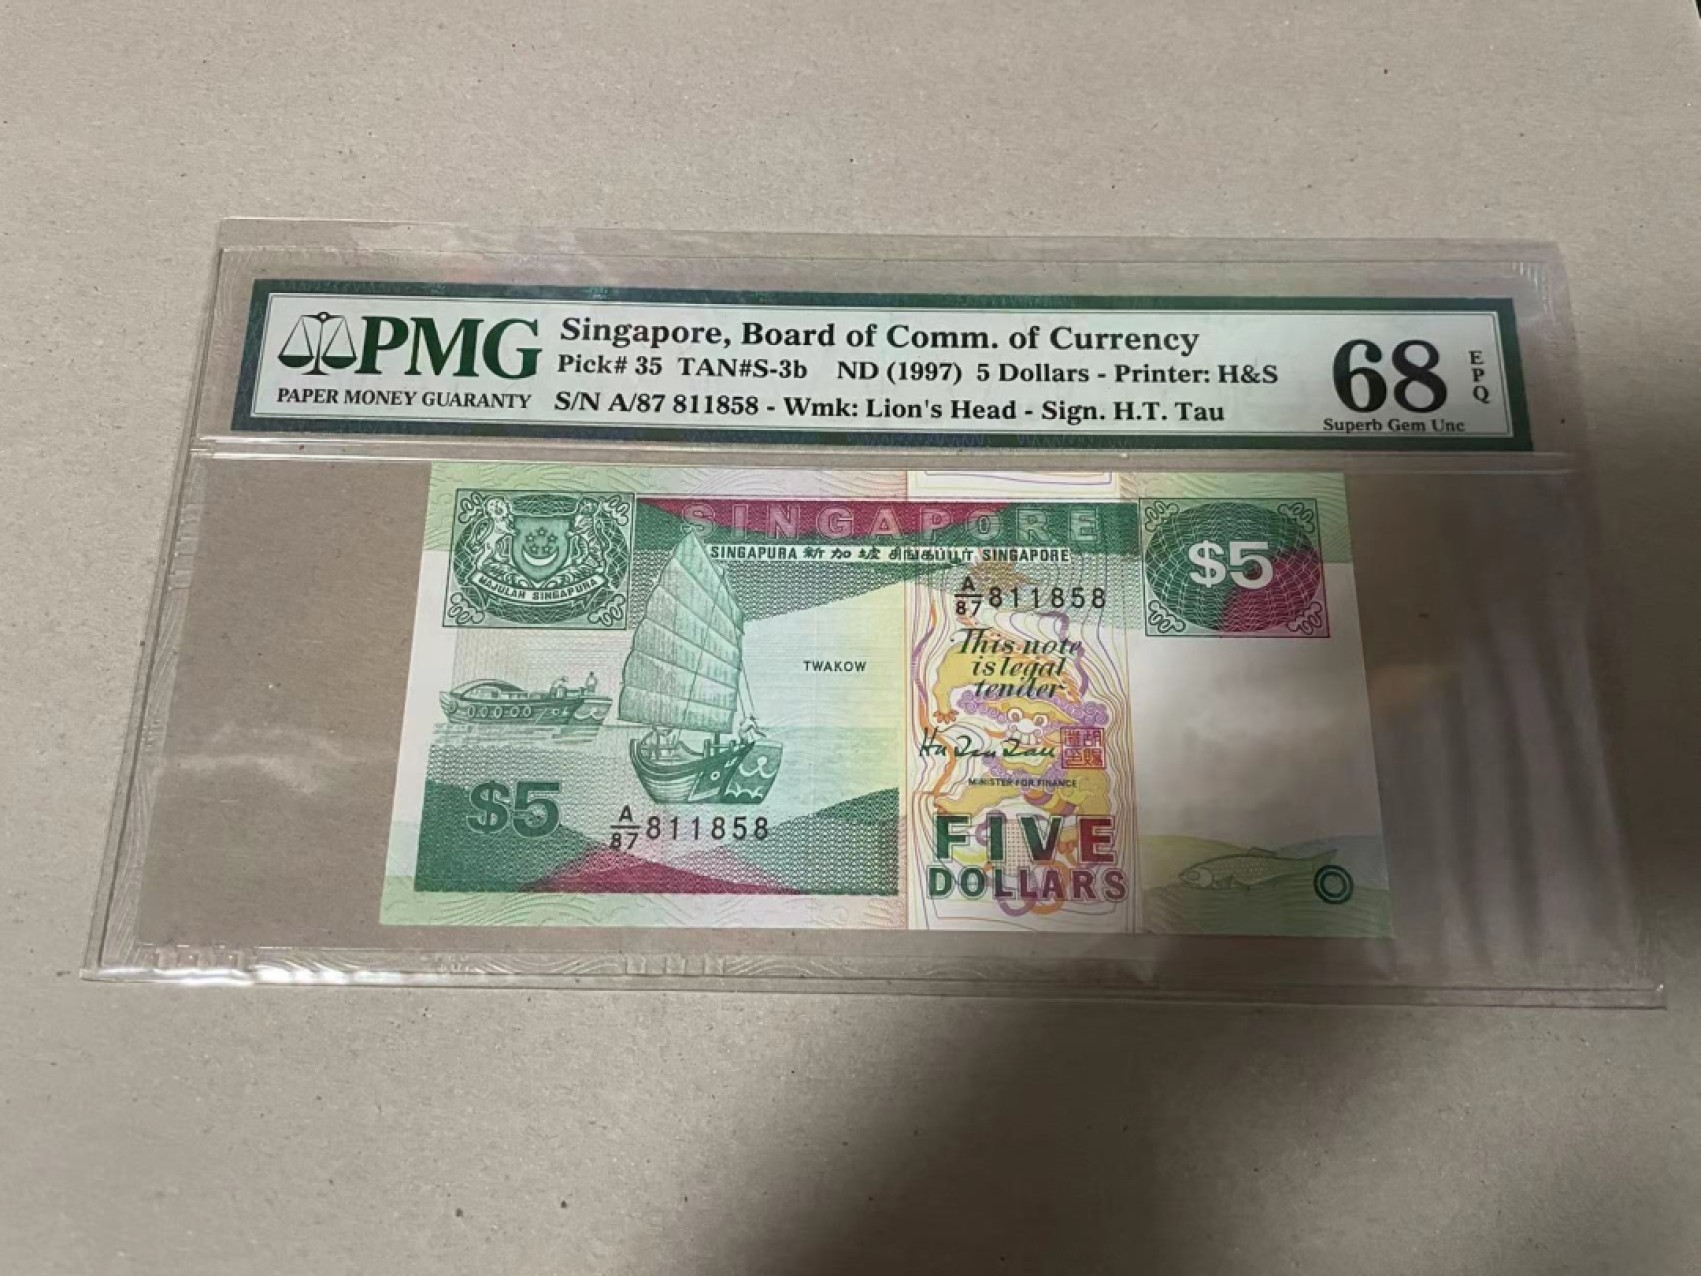 PMG
PAPER MONEY GUARANTY
Singapore, Board of Comm. of Currency
Pick# 35 TAN#S-3b ND (1997) 5 Dollars - Printer: H&S
S/N A/87 811858 - Wmk: Lion's Head - Sign. H.T. Tau
68
EPQ
Superb Gem Unc
SINGAPORE
SINGAPURA 新加坡 சிங்கப்பூர் SINGAPORE
MAJULAH SINGAPURA
$5
A/87 811858
This note
is legal
tender
TWAKOW
Hu Tsu Tau
MINISTER FOR FINANCE
$5
A/87 811858
FIVE
DOLLARS